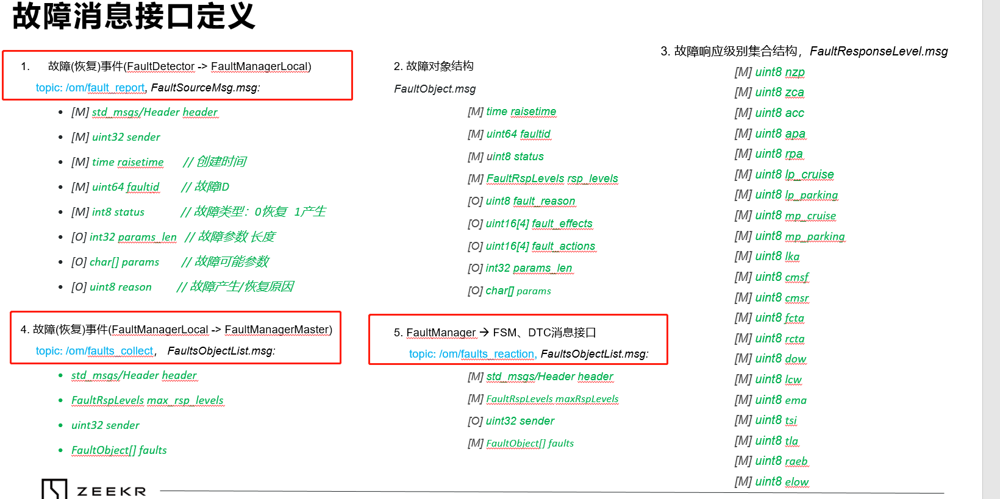 故障消息接口定义
1. 故障(恢复)事件(FaultDetector -> FaultManagerLocal)
topic: /om/fault_report, FaultSourceMsg.msg:
• [M] std_msgs/Header header
• [M] uint32 sender
• [M] time raisetime // 创建时间
• [M] uint64 faultid // 故障ID
• [M] int8 status // 故障类型：0恢复 1产生
• [O] int32 params_len // 故障参数 长度
• [O] char[] params // 故障可能参数
• [O] uint8 reason // 故障产生/恢复原因
2. 故障对象结构
FaultObject.msg
[M] time raisetime
[M] uint64 faultid
[M] uint8 status
[M] FaultRspLevels rsp_levels
[O] uint8 fault_reason
[O] uint16[4] fault_effects
[O] uint16[4] fault_actions
[O] int32 params_len
[O] char[] params
3. 故障响应级别集合结构，FaultResponseLevel.msg
[M] uint8 nzp
[M] uint8 zca
[M] uint8 acc
[M] uint8 apa
[M] uint8 rpa
[M] uint8 lp_cruise
[M] uint8 lp_parking
[M] uint8 mp_cruise
[M] uint8 mp_parking
[M] uint8 lka
[M] uint8 cmsf
[M] uint8 cmsr
[M] uint8 fcta
[M] uint8 rcta
[M] uint8 dow
[M] uint8 lcw
[M] uint8 ema
[M] uint8 tsi
[M] uint8 tla
[M] uint8 raeb
[M] uint8 elow
4. 故障(恢复)事件(FaultManagerLocal -> FaultManagerMaster)
topic: /om/faults_collect， FaultsObjectList.msg:
• std_msgs/Header header
• FaultRspLevels max_rsp_levels
• uint32 sender
• FaultObject[] faults
5. FaultManager → FSM、DTC消息接口
topic: /om/faults_reaction, FaultsObjectList.msg:
[M] std_msgs/Header header
[M] FaultRspLevels maxRspLevels
[O] uint32 sender
[M] FaultObject[] faults
ZEEKR